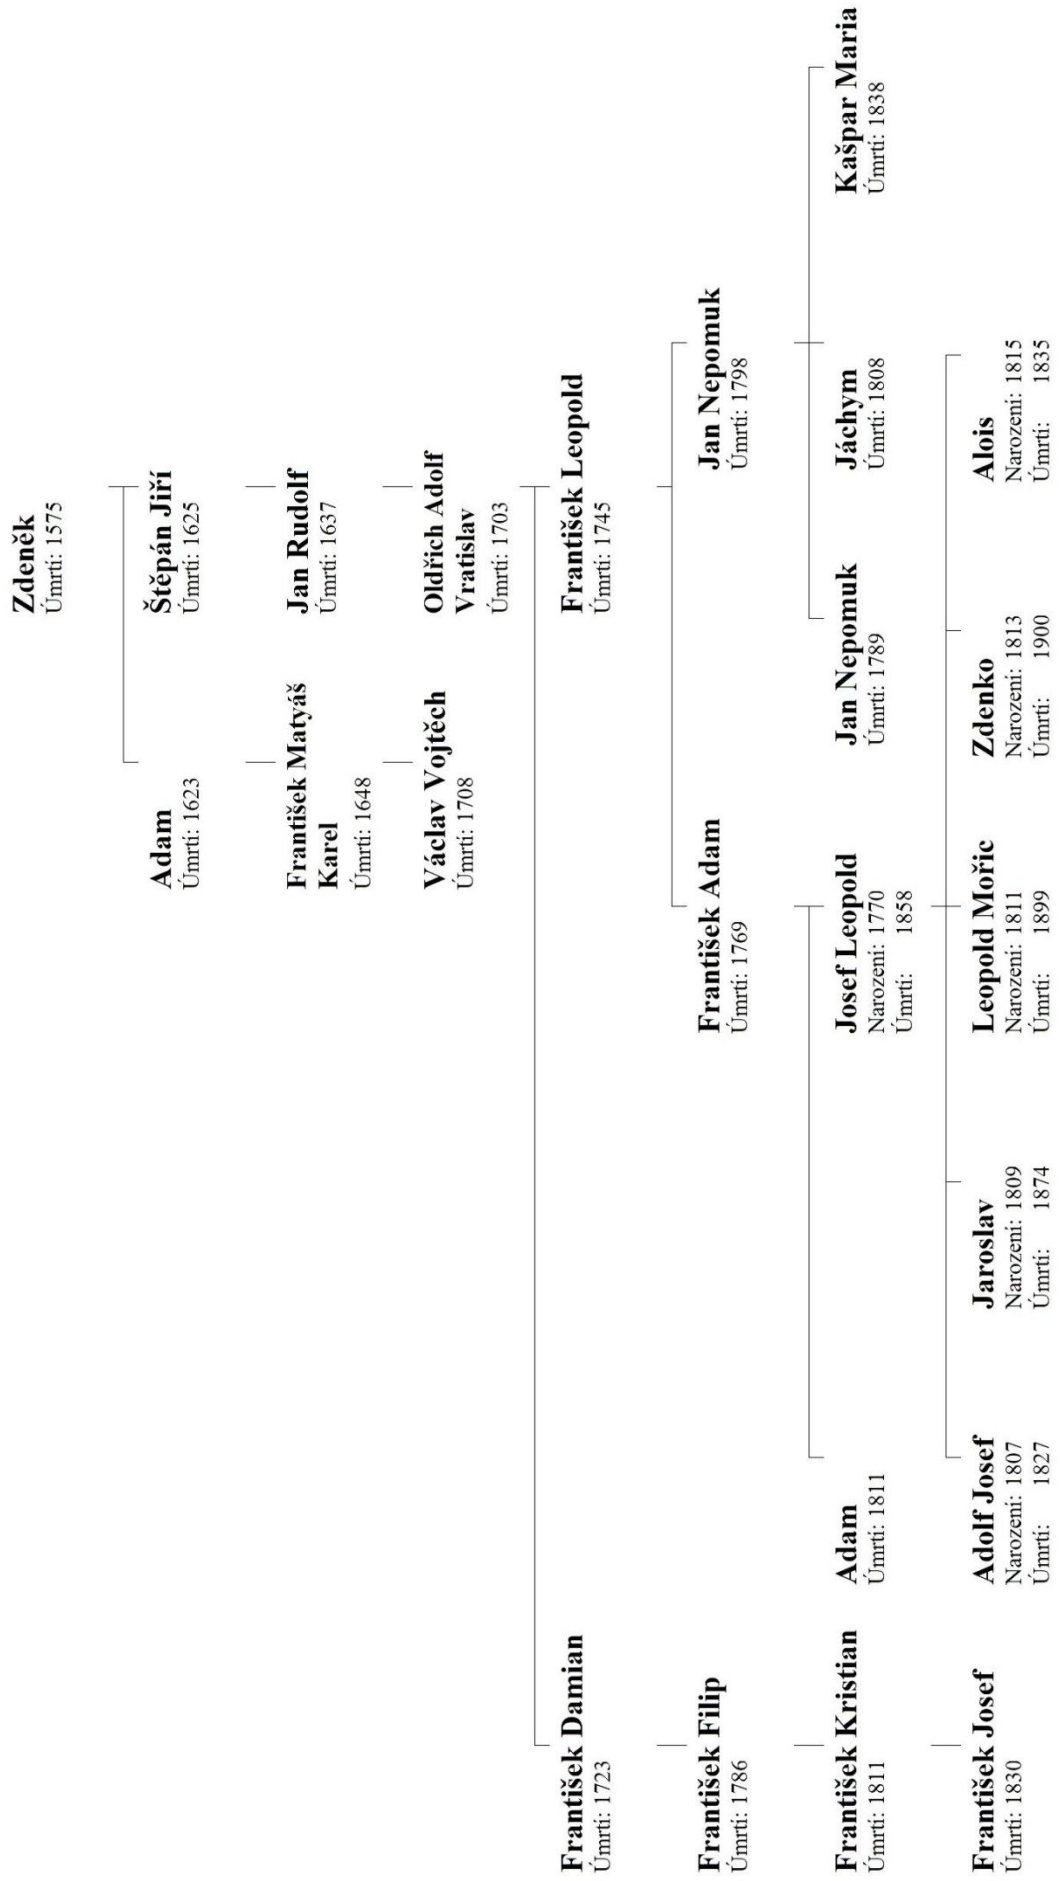 Zdeněk
Úmrtí: 1575
Adam
Úmrtí: 1623
Štěpán Jiří
Úmrtí: 1625
František Matyáš
Karel
Úmrtí: 1648
Jan Rudolf
Úmrtí: 1637
Václav Vojtěch
Úmrtí: 1708
Oldřich Adolf
Vratislav
Úmrtí: 1703
František Damian
Úmrtí: 1723
František Leopold
Úmrtí: 1745
František Filip
Úmrtí: 1786
František Adam
Úmrtí: 1769
Jan Nepomuk
Úmrtí: 1798
František Kristian
Úmrtí: 1811
Adam
Úmrtí: 1811
Josef Leopold
Narození: 1770
Úmrtí: 1858
Jan Nepomuk
Úmrtí: 1789
Jáchym
Úmrtí: 1808
Kašpar Maria
Úmrtí: 1838
František Josef
Úmrtí: 1830
Adolf Josef
Narození: 1807
Úmrtí: 1827
Jaroslav
Narození: 1809
Úmrtí: 1874
Leopold Mořic
Narození: 1811
Úmrtí: 1899
Zdenko
Narození: 1813
Úmrtí: 1900
Alois
Narození: 1815
Úmrtí: 1835